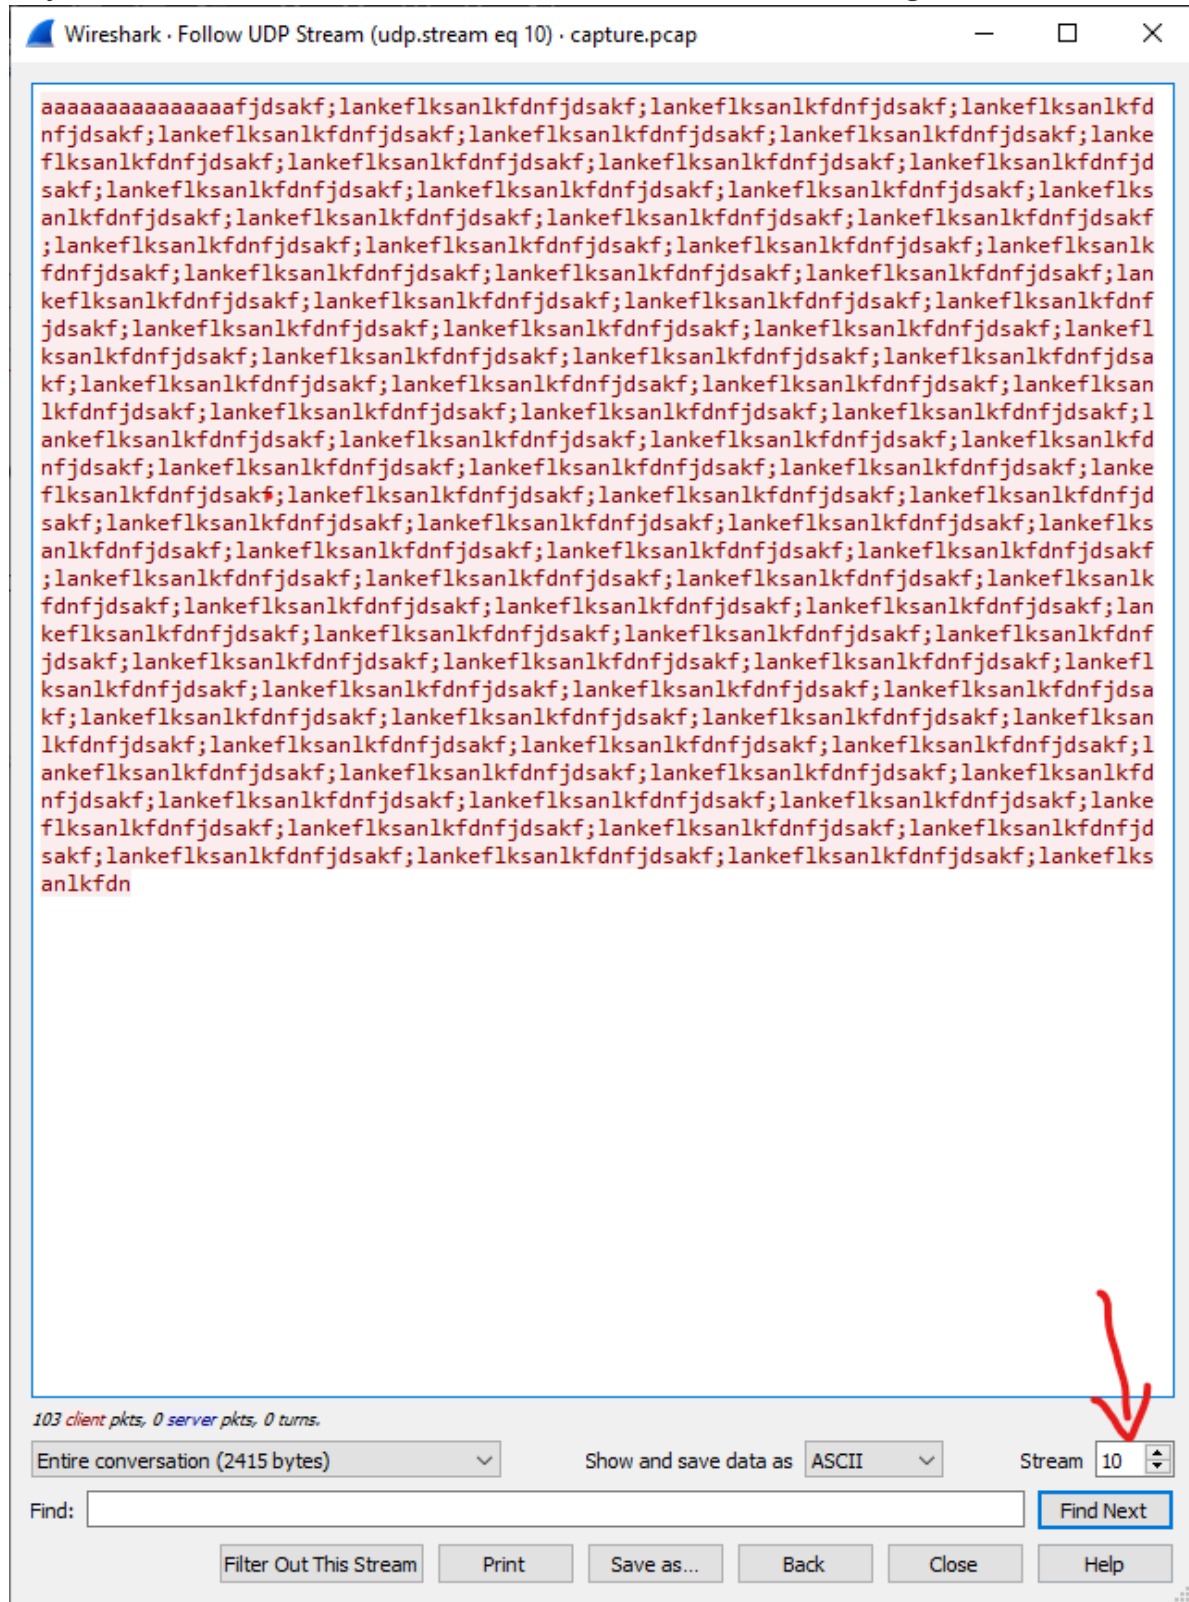 Wireshark · Follow UDP Stream (udp.stream eq 10) · capture.pcap
aaaaaaaaaaaaaaafjdsakf;lankeflksanlkfdnfjdsakf;lankeflksanlkfdnfjdsakf;lankeflksanlkfd
nfjdsakf;lankeflksanlkfdnfjdsakf;lankeflksanlkfdnfjdsakf;lankeflksanlkfdnfjdsakf;lanke
flksanlkfdnfjdsakf;lankeflksanlkfdnfjdsakf;lankeflksanlkfdnfjdsakf;lankeflksanlkfdnfjd
sakf;lankeflksanlkfdnfjdsakf;lankeflksanlkfdnfjdsakf;lankeflksanlkfdnfjdsakf;lankeflks
anlkfdnfjdsakf;lankeflksanlkfdnfjdsakf;lankeflksanlkfdnfjdsakf;lankeflksanlkfdnfjdsakf
;lankeflksanlkfdnfjdsakf;lankeflksanlkfdnfjdsakf;lankeflksanlkfdnfjdsakf;lankeflksanlk
fdnfjdsakf;lankeflksanlkfdnfjdsakf;lankeflksanlkfdnfjdsakf;lankeflksanlkfdnfjdsakf;lan
keflksanlkfdnfjdsakf;lankeflksanlkfdnfjdsakf;lankeflksanlkfdnfjdsakf;lankeflksanlkfdnf
jdsakf;lankeflksanlkfdnfjdsakf;lankeflksanlkfdnfjdsakf;lankeflksanlkfdnfjdsakf;lankefl
ksanlkfdnfjdsakf;lankeflksanlkfdnfjdsakf;lankeflksanlkfdnfjdsakf;lankeflksanlkfdnfjdsa
kf;lankeflksanlkfdnfjdsakf;lankeflksanlkfdnfjdsakf;lankeflksanlkfdnfjdsakf;lankeflksan
lkfdnfjdsakf;lankeflksanlkfdnfjdsakf;lankeflksanlkfdnfjdsakf;lankeflksanlkfdnfjdsakf;l
ankeflksanlkfdnfjdsakf;lankeflksanlkfdnfjdsakf;lankeflksanlkfdnfjdsakf;lankeflksanlkfd
nfjdsakf;lankeflksanlkfdnfjdsakf;lankeflksanlkfdnfjdsakf;lankeflksanlkfdnfjdsakf;lanke
flksanlkfdnfjdsakf;lankeflksanlkfdnfjdsakf;lankeflksanlkfdnfjdsakf;lankeflksanlkfdnfjd
sakf;lankeflksanlkfdnfjdsakf;lankeflksanlkfdnfjdsakf;lankeflksanlkfdnfjdsakf;lankeflks
anlkfdnfjdsakf;lankeflksanlkfdnfjdsakf;lankeflksanlkfdnfjdsakf;lankeflksanlkfdnfjdsakf
;lankeflksanlkfdnfjdsakf;lankeflksanlkfdnfjdsakf;lankeflksanlkfdnfjdsakf;lankeflksanlk
fdnfjdsakf;lankeflksanlkfdnfjdsakf;lankeflksanlkfdnfjdsakf;lankeflksanlkfdnfjdsakf;lan
keflksanlkfdnfjdsakf;lankeflksanlkfdnfjdsakf;lankeflksanlkfdnfjdsakf;lankeflksanlkfdnf
jdsakf;lankeflksanlkfdnfjdsakf;lankeflksanlkfdnfjdsakf;lankeflksanlkfdnfjdsakf;lankefl
ksanlkfdnfjdsakf;lankeflksanlkfdnfjdsakf;lankeflksanlkfdnfjdsakf;lankeflksanlkfdnfjdsa
kf;lankeflksanlkfdnfjdsakf;lankeflksanlkfdnfjdsakf;lankeflksanlkfdnfjdsakf;lankeflksan
lkfdnfjdsakf;lankeflksanlkfdnfjdsakf;lankeflksanlkfdnfjdsakf;lankeflksanlkfdnfjdsakf;l
ankeflksanlkfdnfjdsakf;lankeflksanlkfdnfjdsakf;lankeflksanlkfdnfjdsakf;lankeflksanlkfd
nfjdsakf;lankeflksanlkfdnfjdsakf;lankeflksanlkfdnfjdsakf;lankeflksanlkfdnfjdsakf;lanke
flksanlkfdnfjdsakf;lankeflksanlkfdnfjdsakf;lankeflksanlkfdnfjdsakf;lankeflksanlkfdnfjd
sakf;lankeflksanlkfdnfjdsakf;lankeflksanlkfdnfjdsakf;lankeflksanlkfdnfjdsakf;lankeflks
anlkfdn
103 client pkts, 0 server pkts, 0 turns.
Entire conversation (2415 bytes) Show and save data as ASCII Stream 10
Find: Find Next
Filter Out This Stream Print Save as... Back Close Help